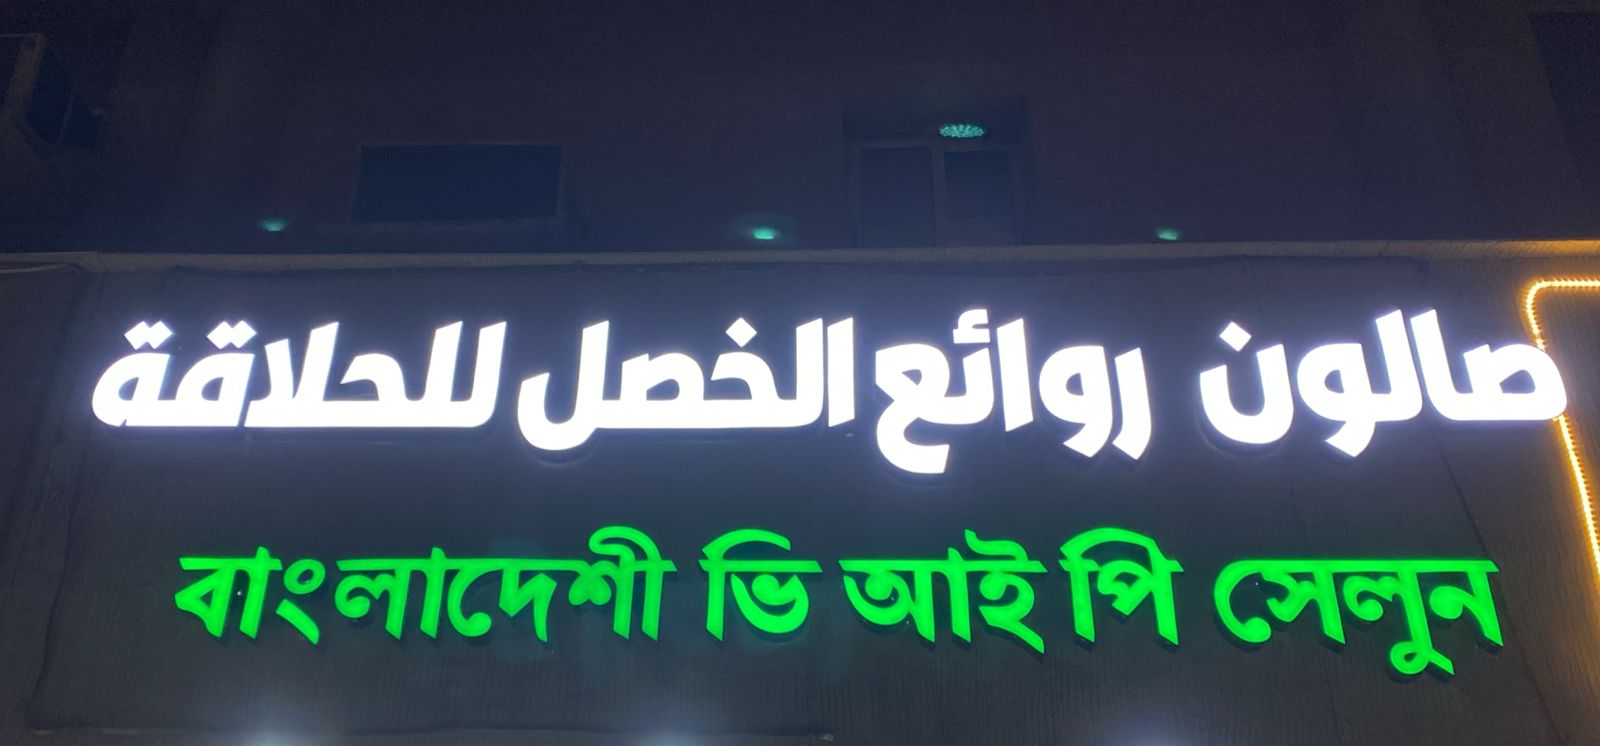 صالون روائع الخصل للحلاقة
বাংলাদেশী ভি আই পি সেলুন